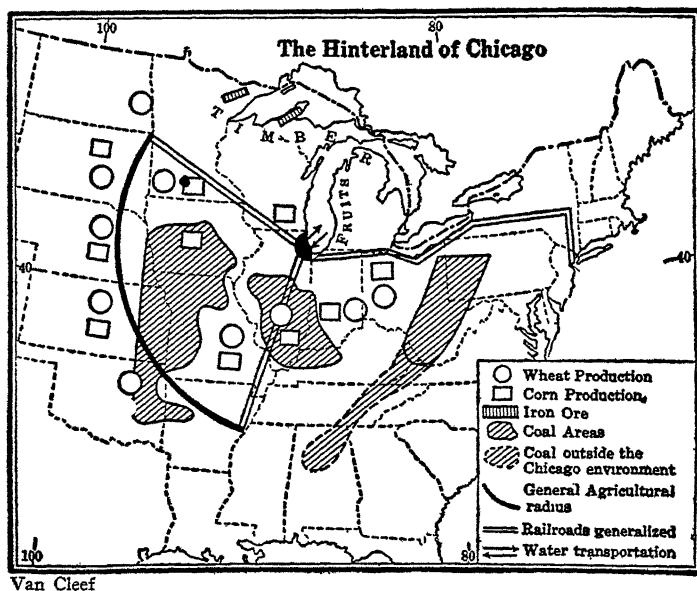 100
80
The Hinterland of Chicago
TIMBER
FRUITS
40
40
Wheat Production
Corn Production
Iron Ore
Coal Areas
Coal outside the
Chicago environment
General Agricultural
radius
Railroads generalized
Water transportation
100
80
Van Cleef